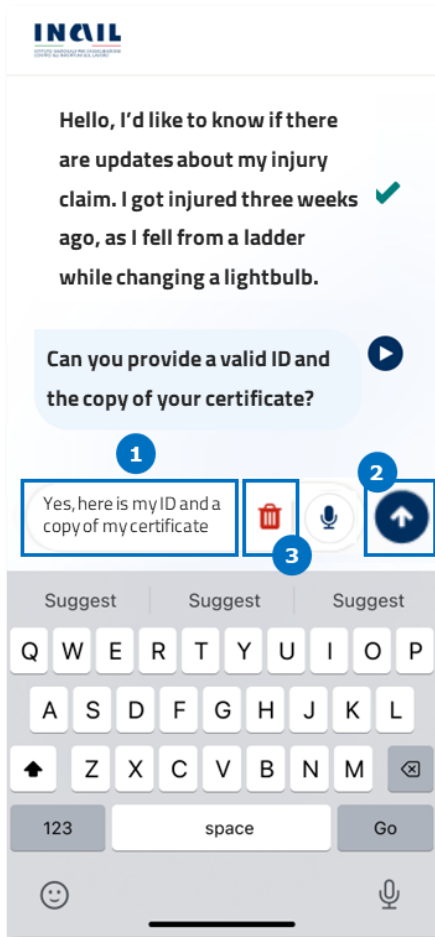 INAIL
Hello, I'd like to know if there
are updates about my injury
claim. I got injured three weeks
ago, as I fell from a ladder
while changing a lightbulb.
Can you provide a valid ID and
the copy of your certificate?
1
2
Yes, here is my ID and a
copy of my certificate
3
Suggest Suggest Suggest
Q W E R T Y U I O P
A S D F G H J K L
Z X C V B N M
123 space Go